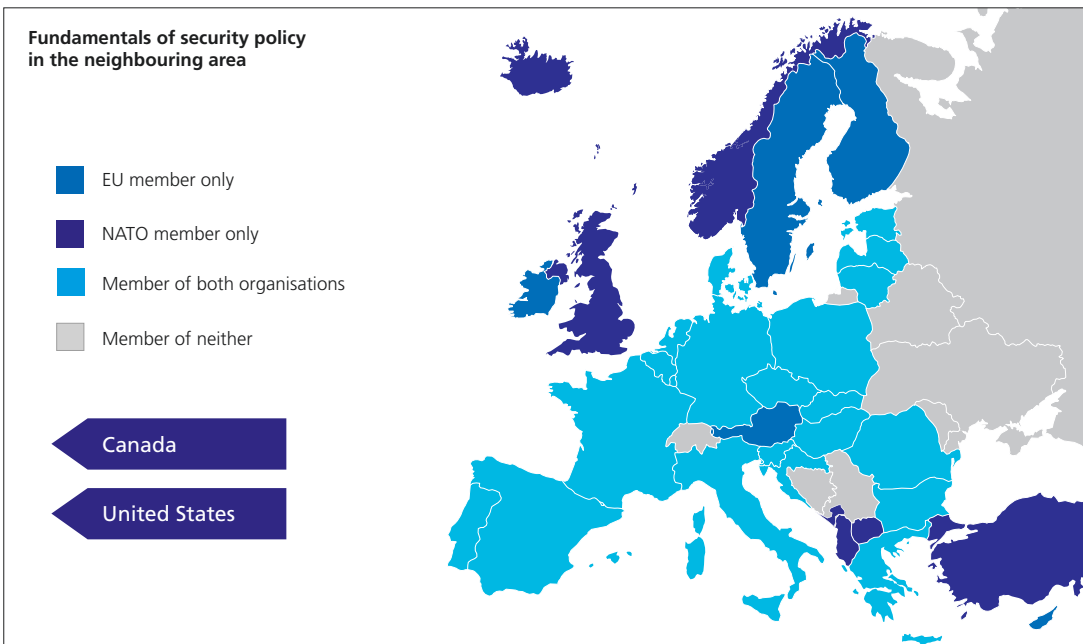 Fundamentals of security policy
in the neighbouring area
EU member only
NATO member only
Member of both organisations
Member of neither
Canada
United States